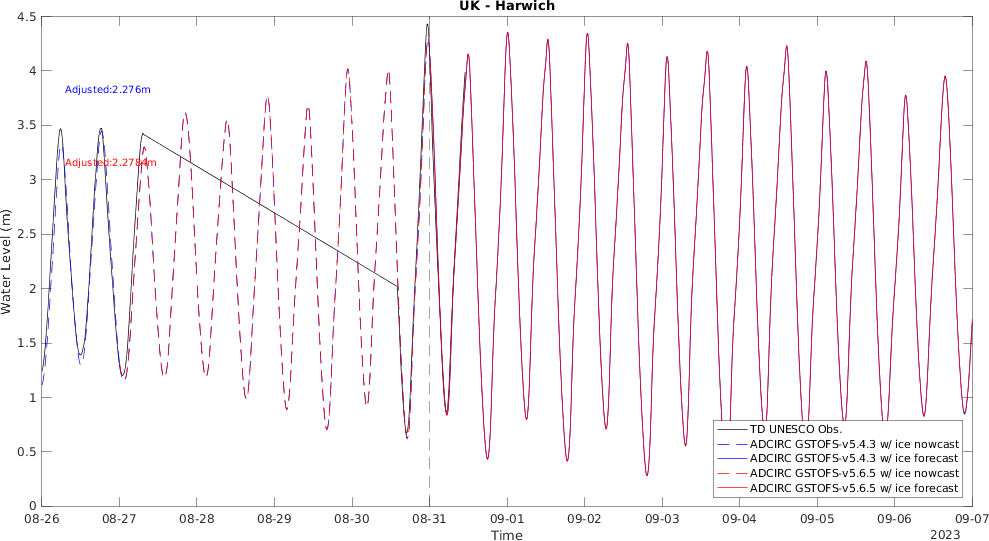 UK - Harwich
4.5
4
3.5
3
2.5
2
1.5
1
0.5
0
Water Level (m)
Adjusted:2.276m
Adjusted:2.2784m
TD UNESCO Obs.
ADCIRC GSTOFS-v5.4.3 w/ ice nowcast
ADCIRC GSTOFS-v5.4.3 w/ ice forecast
ADCIRC GSTOFS-v5.6.5 w/ ice nowcast
ADCIRC GSTOFS-v5.6.5 w/ ice forecast
08-26 08-27 08-28 08-29 08-30 08-31 09-01 09-02 09-03 09-04 09-05 09-06 09-07
Time
2023